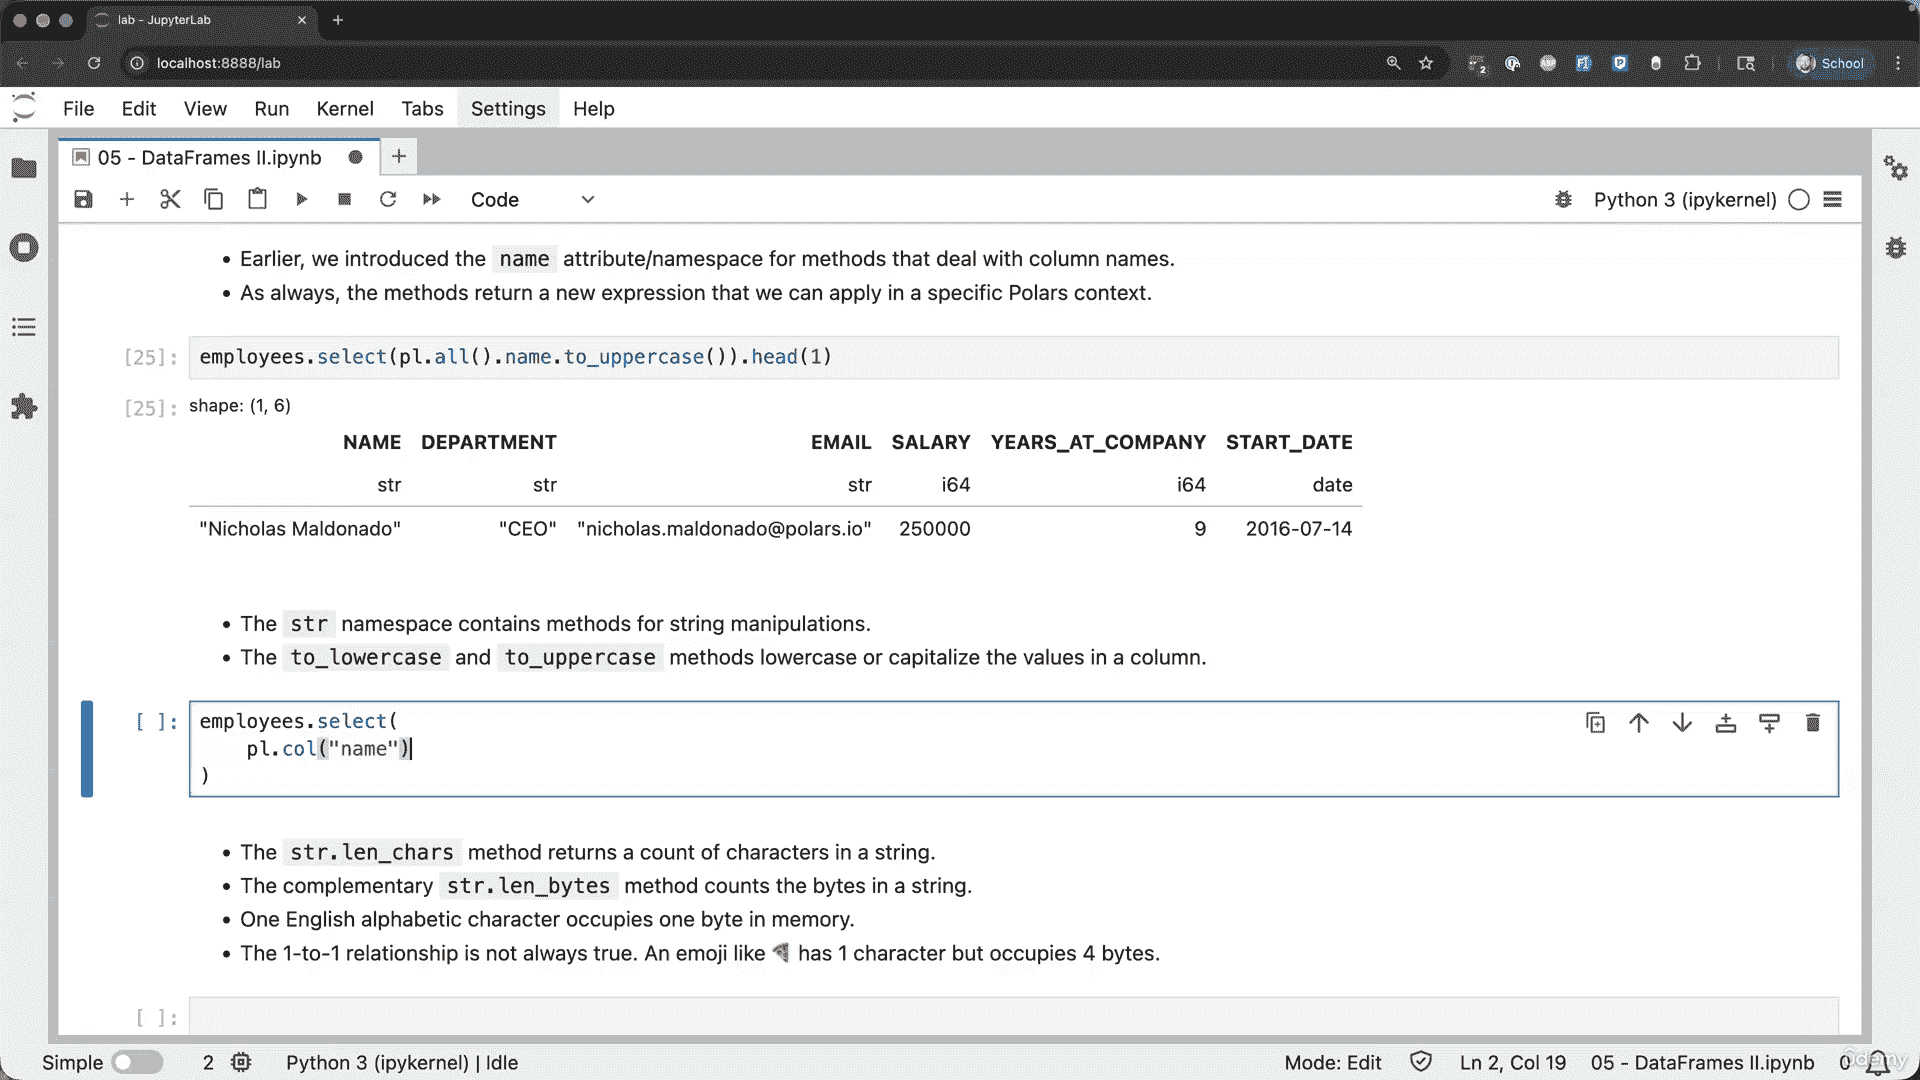 lab - JupyterLab
localhost:8888/lab
2
ABP
School
File Edit View Run Kernel Tabs Settings Help
05 - DataFrames II.ipynb
Code
Python 3 (ipykernel)
• Earlier, we introduced the name attribute/namespace for methods that deal with column names.
• As always, the methods return a new expression that we can apply in a specific Polars context.
[25]: employees.select(pl.all().name.to_uppercase()).head(1)
[25]: shape: (1, 6)
NAME DEPARTMENT EMAIL SALARY YEARS_AT_COMPANY START_DATE
str str str i64 i64 date
"Nicholas Maldonado" "CEO" "nicholas.maldonado@polars.io" 250000 9 2016-07-14
• The str namespace contains methods for string manipulations.
• The to_lowercase and to_uppercase methods lowercase or capitalize the values in a column.
[ ]: employees.select(
pl.col("name")
)
• The str.len_chars method returns a count of characters in a string.
• The complementary str.len_bytes method counts the bytes in a string.
• One English alphabetic character occupies one byte in memory.
• The 1-to-1 relationship is not always true. An emoji like 🍕 has 1 character but occupies 4 bytes.
[ ]:
Simple 2 Python 3 (ipykernel) | Idle Mode: Edit Ln 2, Col 19 05 - DataFrames II.ipynb 0
Udemy